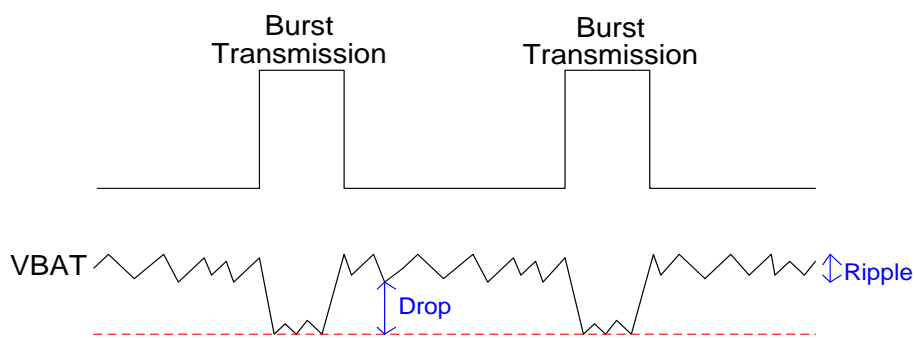 Burst
Transmission
Burst
Transmission
VBAT
Ripple
Drop